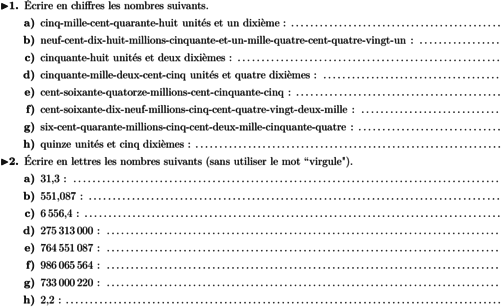 ▶1. Écrire en chiffres les nombres suivants.
a) cinq-mille-cent-quarante-huit unités et un dixième : ........................................
b) neuf-cent-dix-huit-millions-cinquante-et-un-mille-quatre-cent-quatre-vingt-un : ................
c) cinquante-huit unités et deux dixièmes : ........................................
d) cinquante-mille-deux-cent-cinq unités et quatre dixièmes : ........................................
e) cent-soixante-quatorze-millions-cent-cinquante-cinq : ........................................
f) cent-soixante-dix-neuf-millions-cinq-cent-quatre-vingt-deux-mille : ..............................
g) six-cent-quarante-millions-cinq-cent-deux-mille-cinquante-quatre : ..............................
h) quinze unités et cinq dixièmes : ........................................
▶2. Écrire en lettres les nombres suivants (sans utiliser le mot “virgule”).
a) 31,3 : ........................................
b) 551,087 : ........................................
c) 6 556,4 : ........................................
d) 275 313 000 : ........................................
e) 764 551 087 : ........................................
f) 986 065 564 : ........................................
g) 733 000 220 : ........................................
h) 2,2 : ........................................